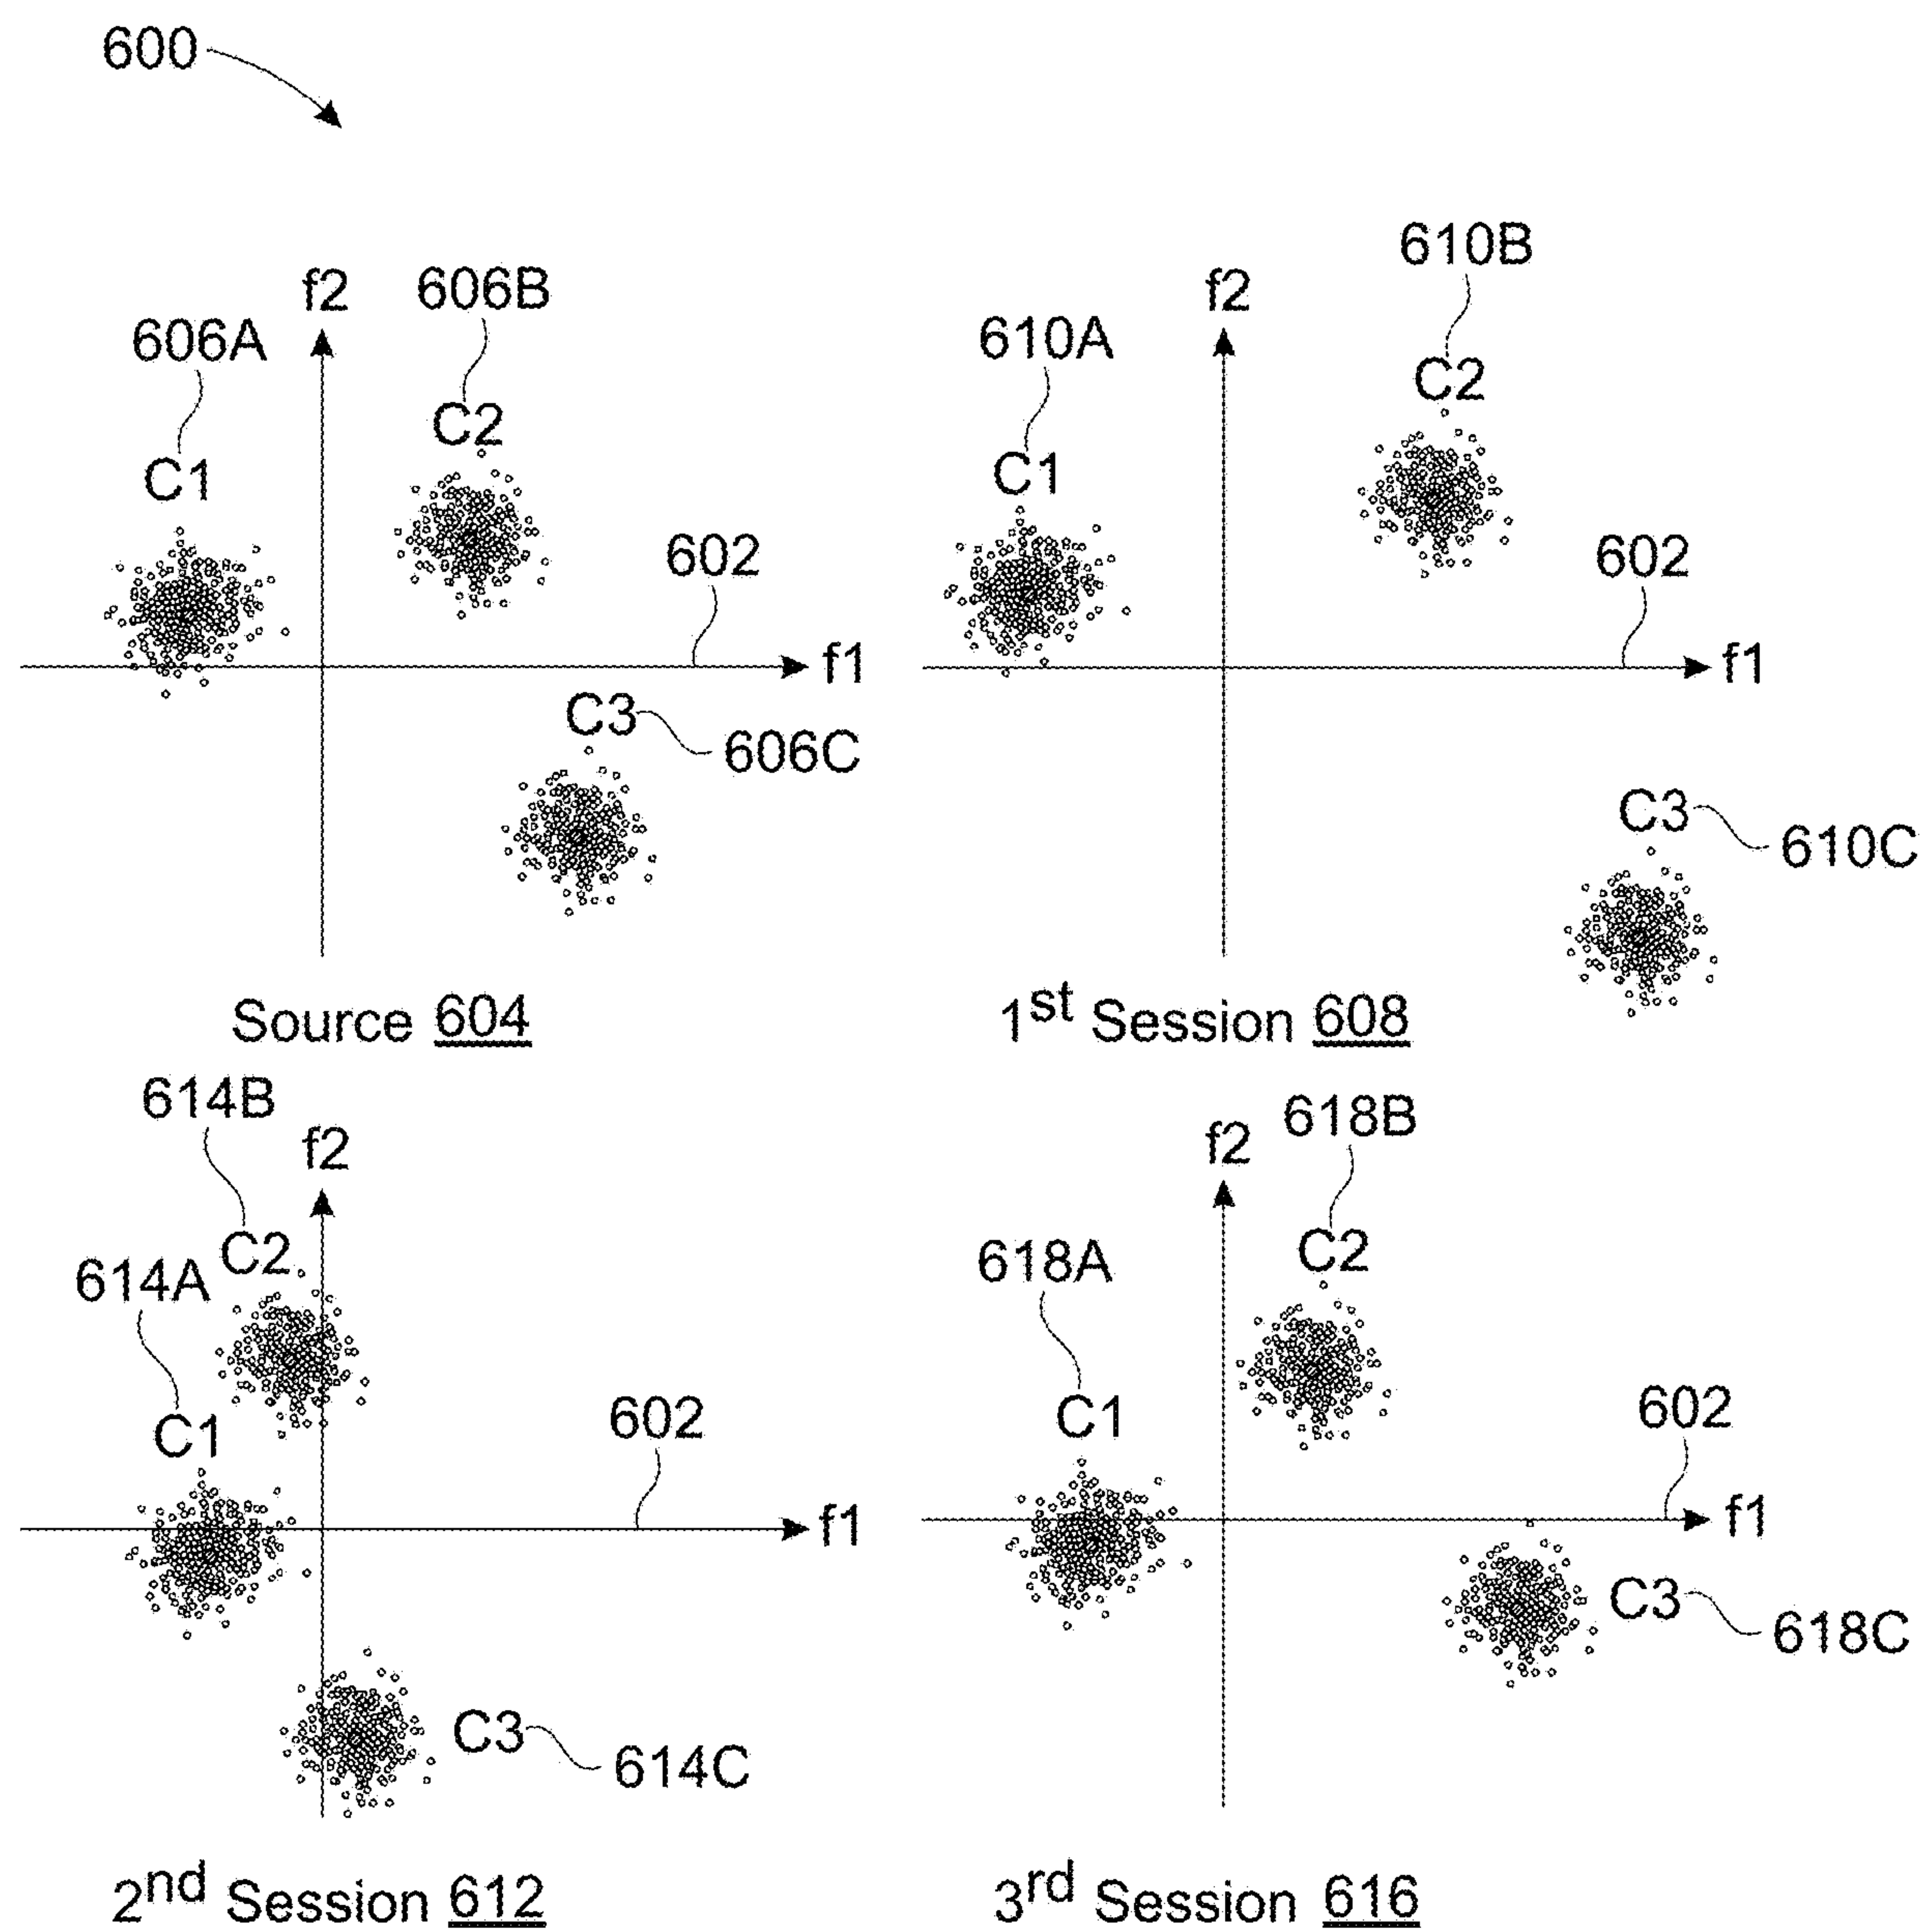 600
606A
f2
606B
C1
C2
602
f1
C3
606C
Source 604
610A
f2
610B
C1
C2
602
f1
C3
610C
1st Session 608
614B
f2
C2
614A
C1
602
f1
C3
614C
2nd Session 612
618B
f2
618A
C2
C1
602
f1
C3
618C
3rd Session 616